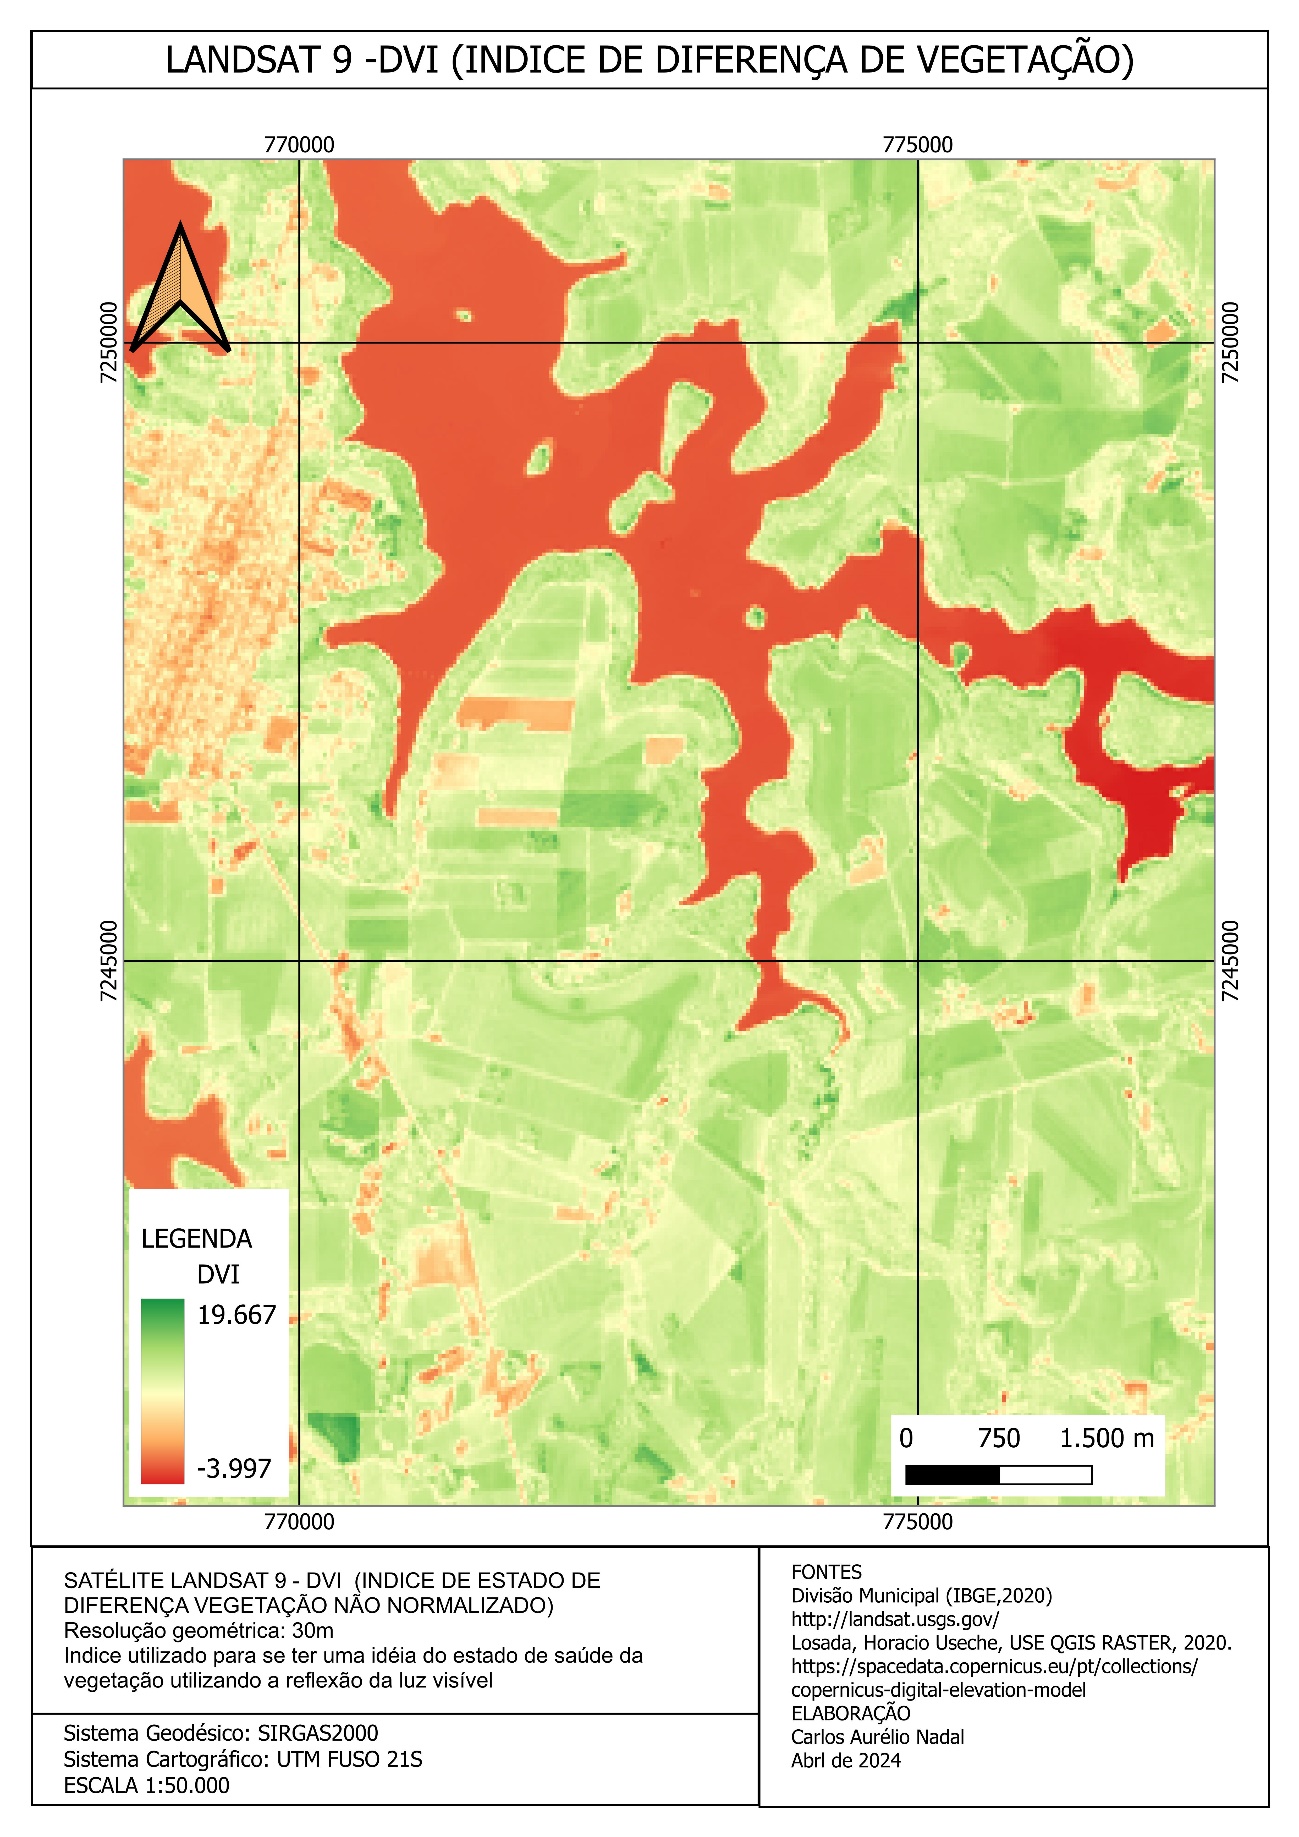 LANDSAT 9 -DVI (INDICE DE DIFERENÇA DE VEGETAÇÃO)
770000
775000
7250000
7250000
7245000
7245000
LEGENDA
DVI
19.667
-3.997
0 750 1.500 m
770000
775000
SATÉLITE LANDSAT 9 - DVI (INDICE DE ESTADO DE
DIFERENÇA VEGETAÇÃO NÃO NORMALIZADO)
Resolução geométrica: 30m
Indice utilizado para se ter uma idéia do estado de saúde da
vegetação utilizando a reflexão da luz visível
Sistema Geodésico: SIRGAS2000
Sistema Cartográfico: UTM FUSO 21S
ESCALA 1:50.000
FONTES
Divisão Municipal (IBGE,2020)
http://landsat.usgs.gov/
Losada, Horacio Useche, USE QGIS RASTER, 2020.
https://spacedata.copernicus.eu/pt/collections/
copernicus-digital-elevation-model
ELABORAÇÃO
Carlos Aurélio Nadal
Abrl de 2024